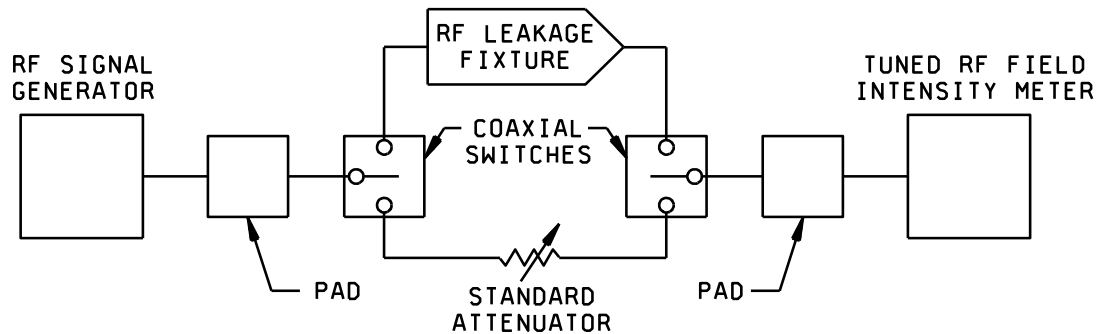 RF LEAKAGE
FIXTURE
RF SIGNAL
GENERATOR
TUNED RF FIELD
INTENSITY METER
COAXIAL
SWITCHES
PAD
STANDARD
ATTENUATOR
PAD